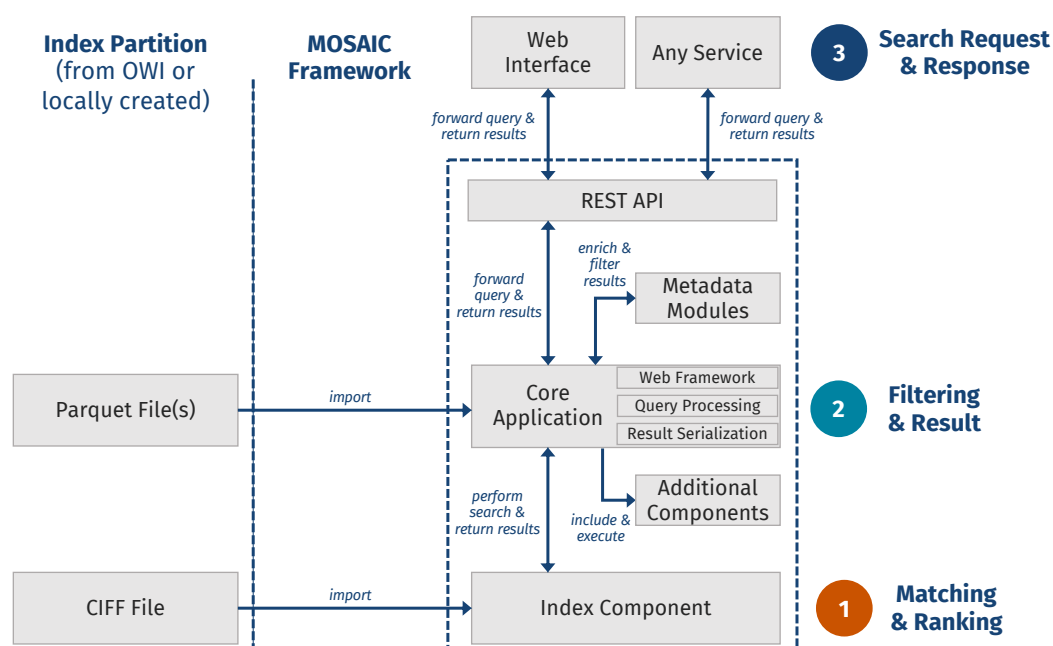 Index Partition
(from OWI or
locally created)
MOSAIC
Framework
Web
Interface
Any Service
3
Search Request
& Response
forward query &
return results
forward query &
return results
REST API
forward
query &
return results
enrich &
filter
results
Metadata
Modules
Parquet File(s)
import
Core
Application
Web Framework
Query Processing
Result Serialization
2
Filtering
& Result
perform
search &
return results
include &
execute
Additional
Components
CIFF File
import
Index Component
1
Matching
& Ranking